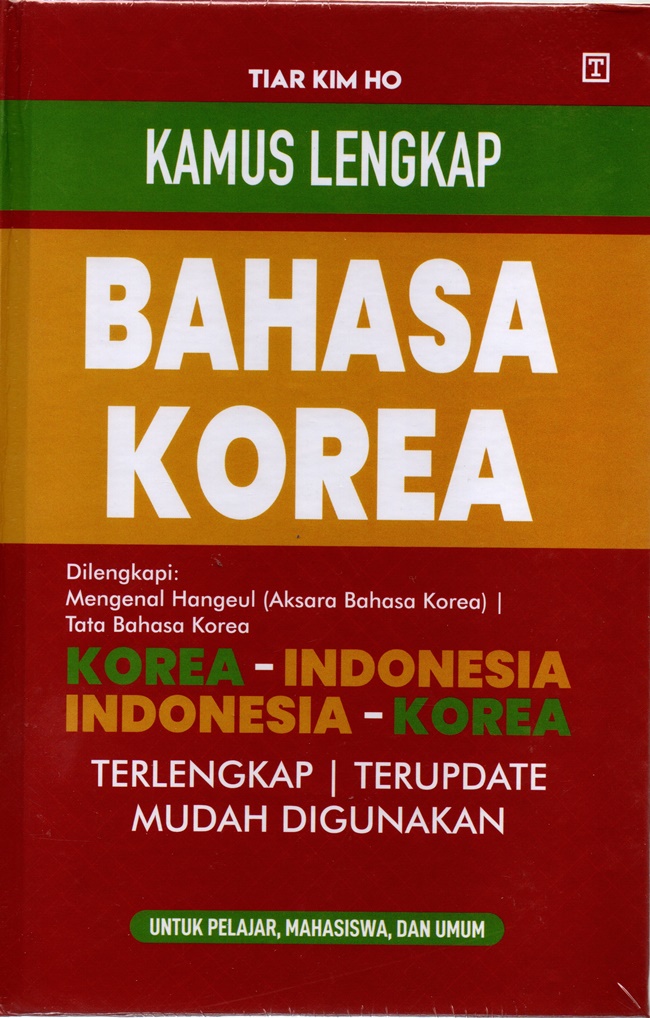 TIAR KIM HO
T
KAMUS LENGKAP
BAHASA
KOREA
Dilengkapi:
Mengenal Hangeul (Aksara Bahasa Korea) |
Tata Bahasa Korea
KOREA - INDONESIA
INDONESIA - KOREA
TERLENGKAP | TERUPDATE
MUDAH DIGUNAKAN
UNTUK PELAJAR, MAHASISWA, DAN UMUM